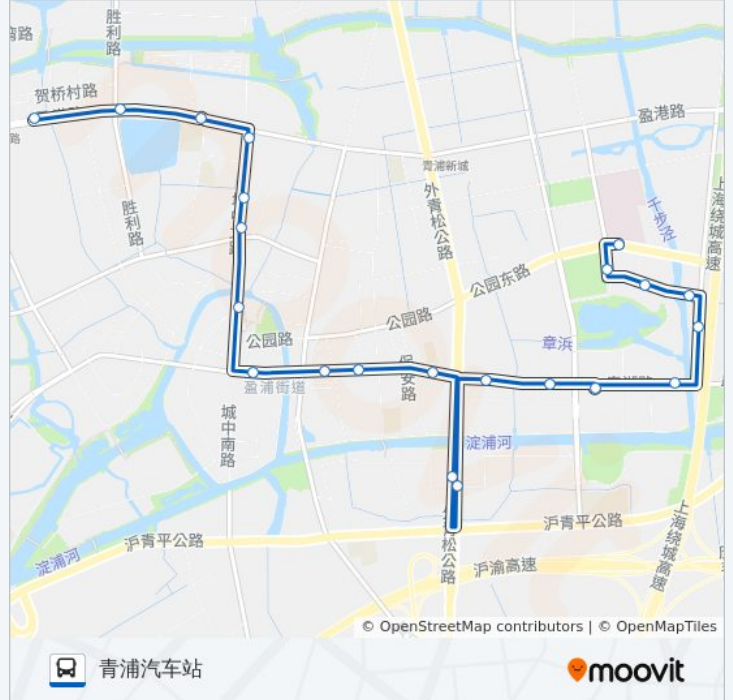 胜利路
湾路
贺桥村路
路
盈港路
青浦新城
外青松公路
胜利路
千步泾
上海绕城高速
公园东路
公园路
公园路
章浜
保安路
盈浦街道
城中南路
淀浦河
沪青平公路
沪青平公路
松公路
上海绕城高速
淀浦河
沪渝高速
© OpenStreetMap contributors | © OpenMapTiles
青浦汽车站
moovit